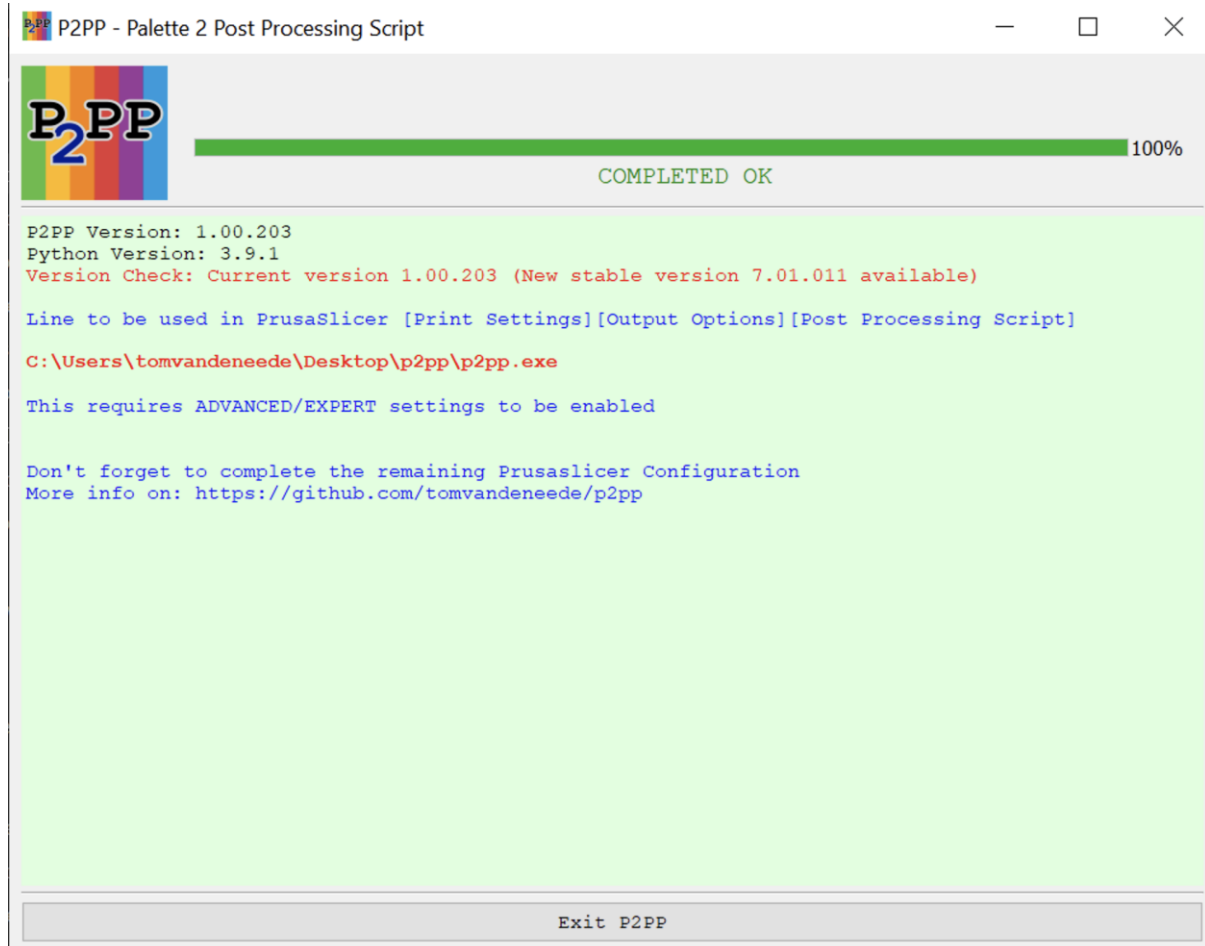 P2PP - Palette 2 Post Processing Script
P2PP
100%
COMPLETED OK
P2PP Version: 1.00.203
Python Version: 3.9.1
Version Check: Current version 1.00.203 (New stable version 7.01.011 available)
Line to be used in PrusaSlicer [Print Settings][Output Options][Post Processing Script]
C:\Users\tomvandeneede\Desktop\p2pp\p2pp.exe
This requires ADVANCED/EXPERT settings to be enabled
Don't forget to complete the remaining Prusaslicer Configuration
More info on: https://github.com/tomvandeneede/p2pp
Exit P2PP